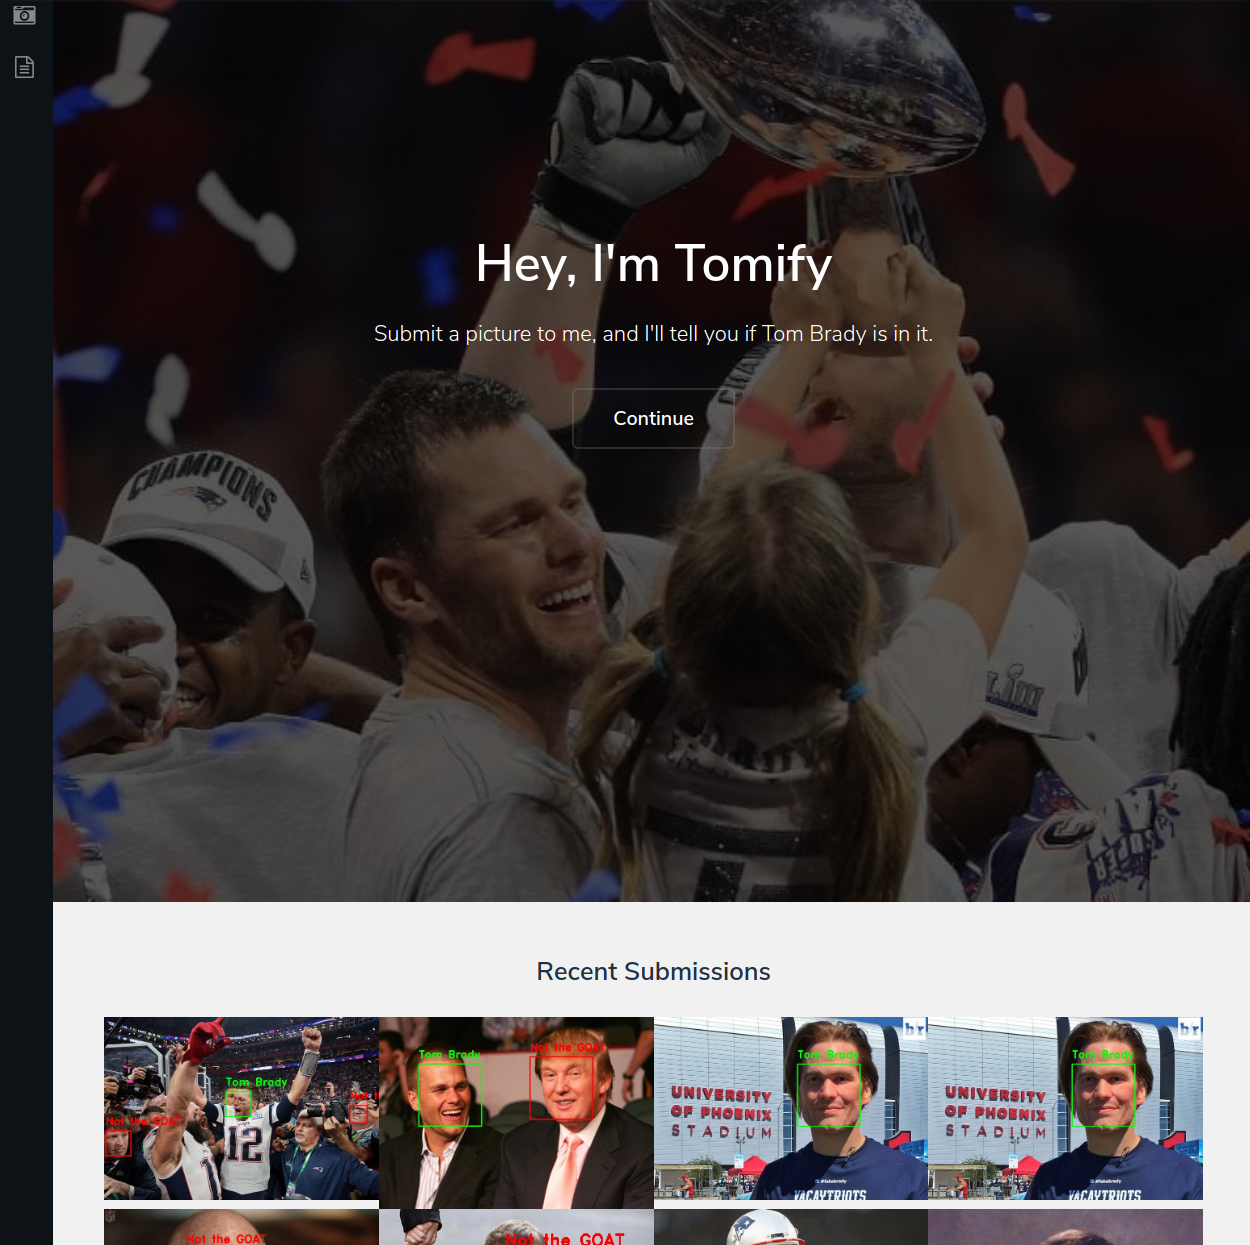 Hey, I'm Tomify
Submit a picture to me, and I'll tell you if Tom Brady is in it.
Continue
CHAMPIONS
LIII
Recent Submissions
Tom Brady
Not the GOAT
Not
12
Tom Brady
Not the GOAT
br
Tom Brady
UNIVERSITY
OF PHOENIX
STADIUM
VACAYTRIOTS
br
Tom Brady
UNIVERSITY
OF PHOENIX
STADIUM
VACAYTRIOTS
Not the GOAT
Not the GOAT